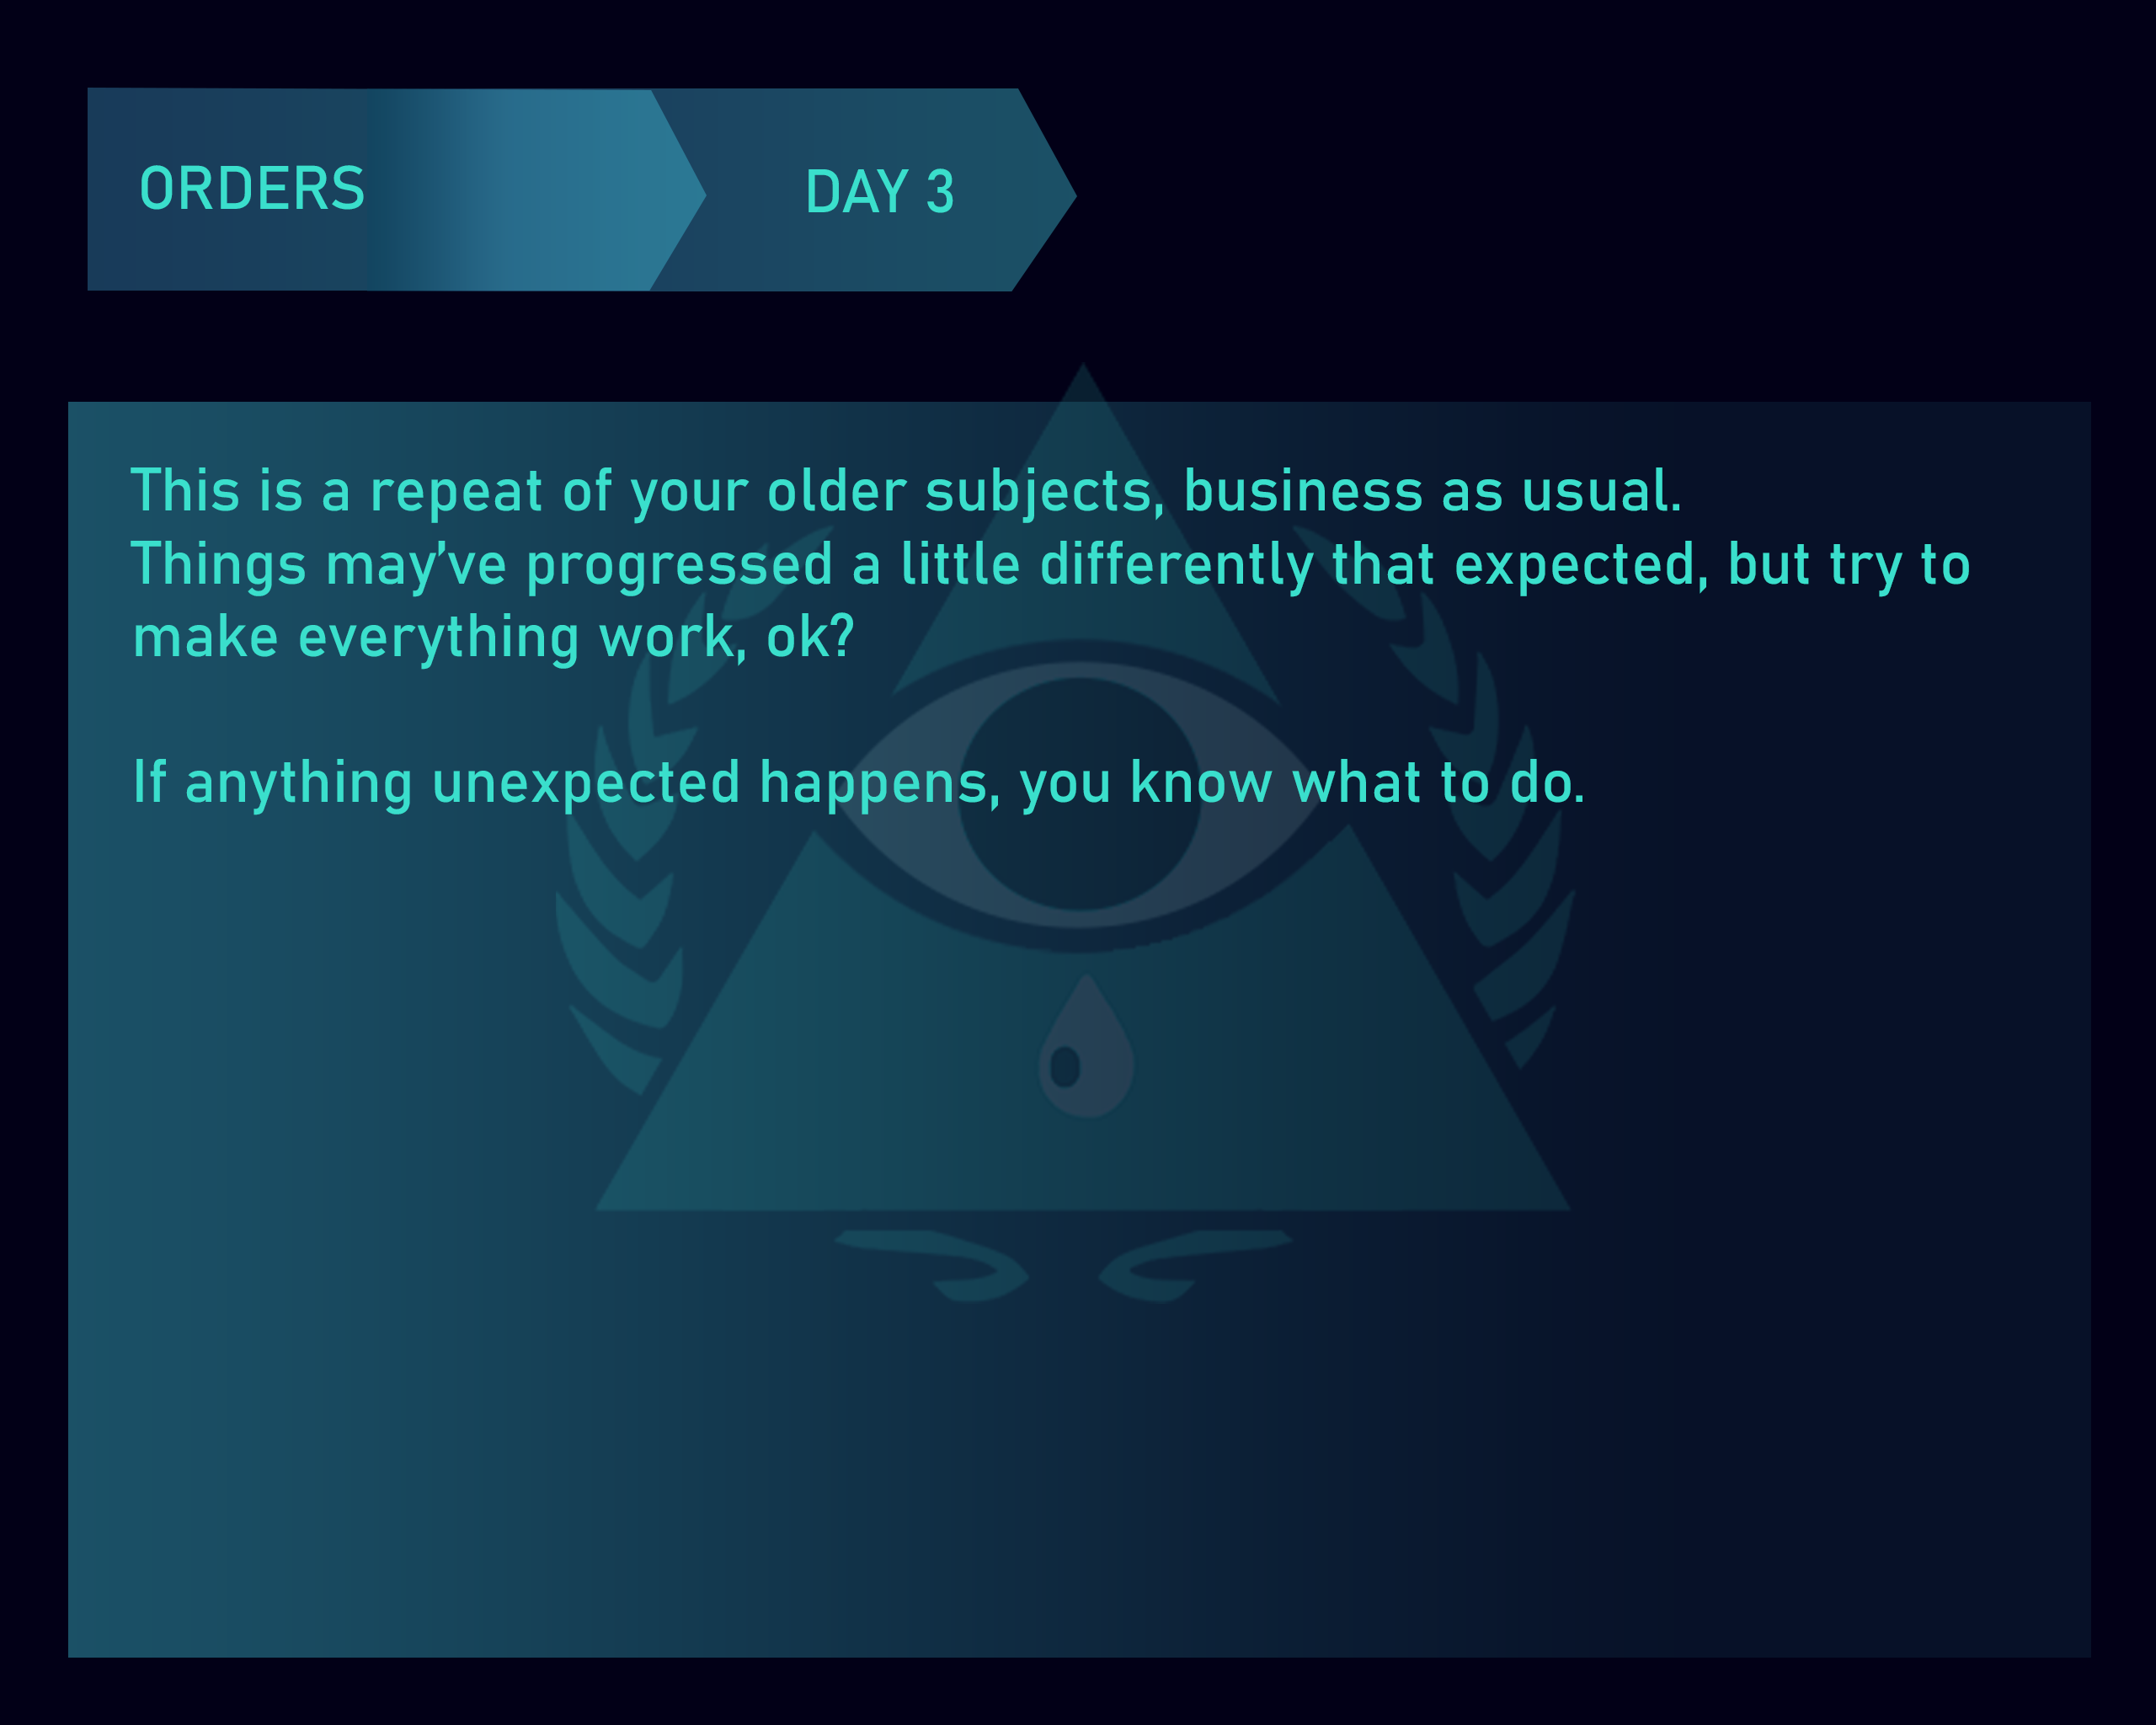 ORDERS
DAY 3
This is a repeat of your older subjects, business as usual.
Things may've progressed a little differently that expected, but try to
make everything work, ok?
If anything unexpected happens, you know what to do.